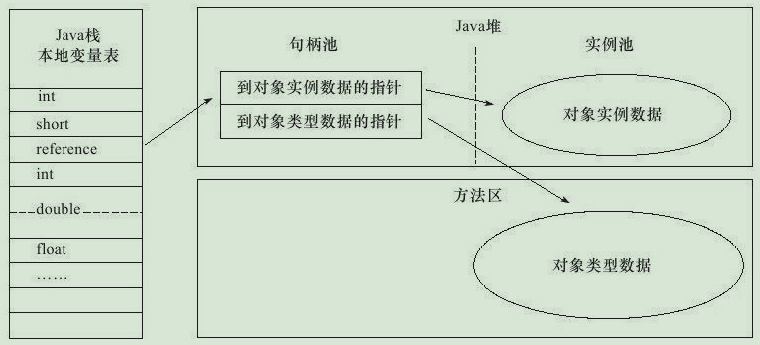 Java栈
本地变量表
int
short
reference
int
double
float
……
Java堆
句柄池
实例池
到对象实例数据的指针
到对象类型数据的指针
对象实例数据
方法区
对象类型数据